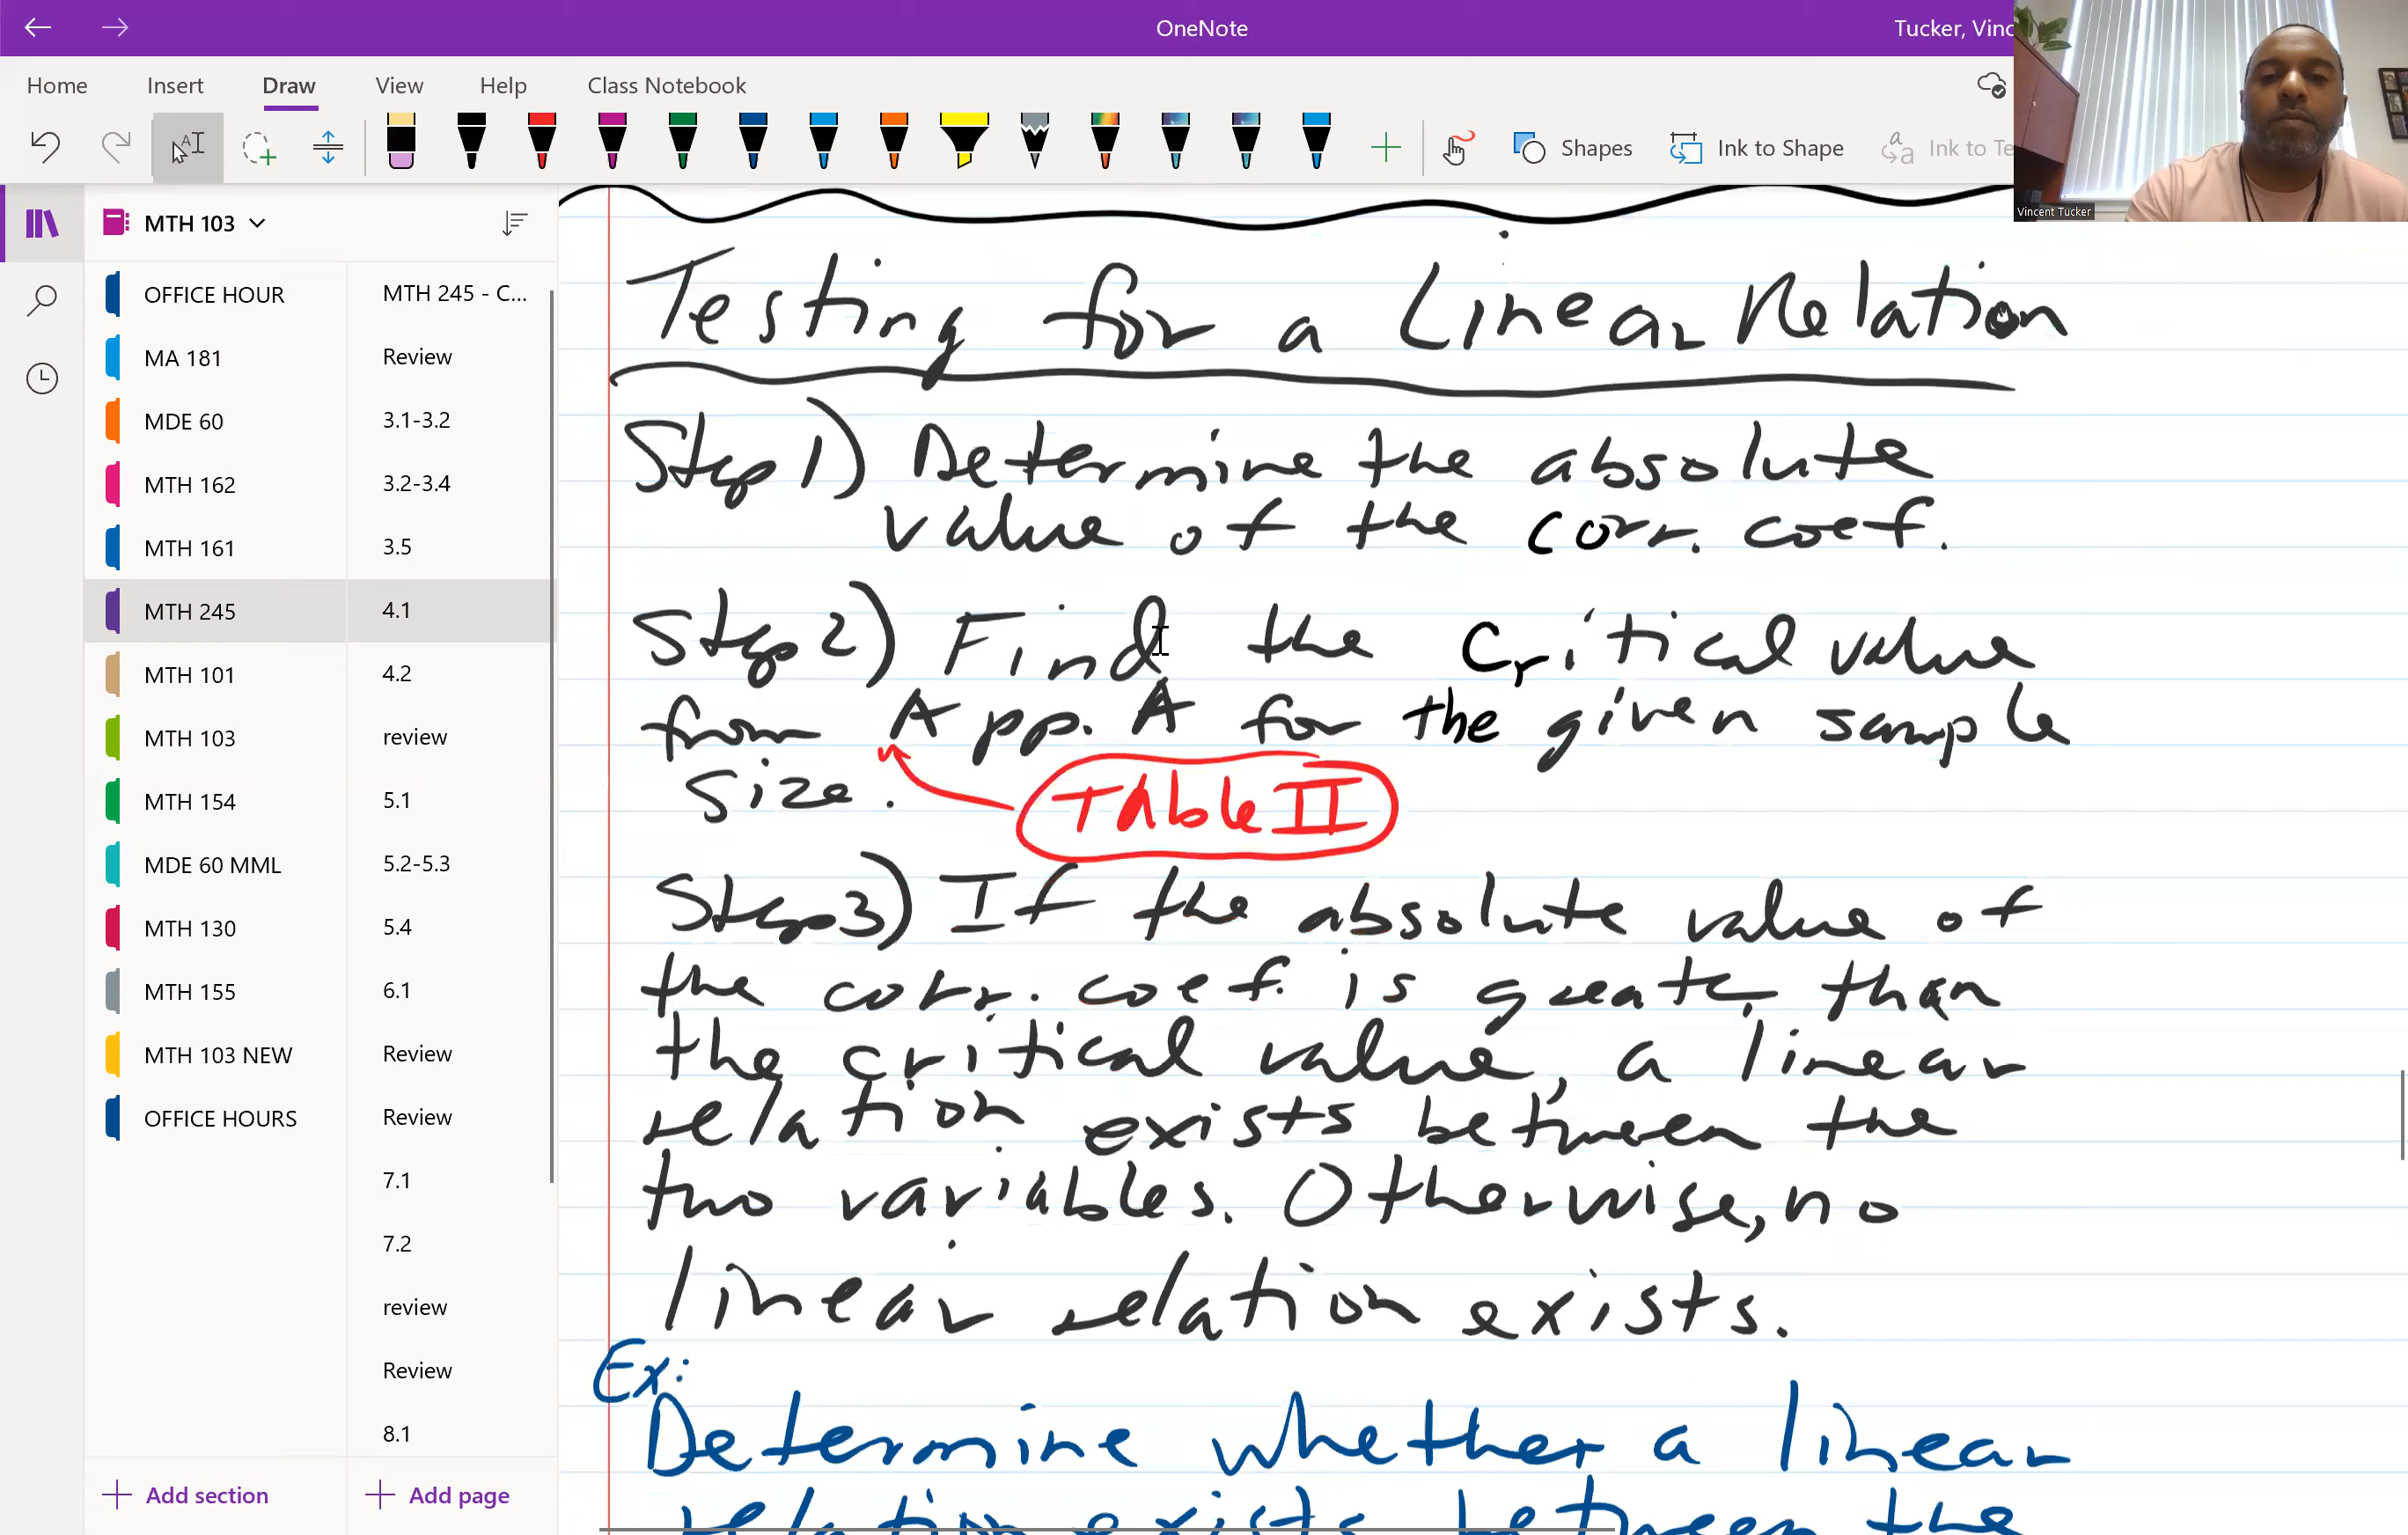 OneNote
Tucker, Vinc
Home Insert Draw View Help Class Notebook
Shapes Ink to Shape Ink to Te
Vincent Tucker
MTH 103
OFFICE HOUR
MA 181
MDE 60
MTH 162
MTH 161
MTH 245
MTH 101
MTH 103
MTH 154
MDE 60 MML
MTH 130
MTH 155
MTH 103 NEW
OFFICE HOURS
Add section
MTH 245 - C...
Review
3.1-3.2
3.2-3.4
3.5
4.1
4.2
review
5.1
5.2-5.3
5.4
6.1
Review
Review
7.1
7.2
review
Review
8.1
Add page
Testing for a Linear Relation
Step 1) Determine the absolute
value of the corr. coef.
Step 2) Find the Critical value
from App. A for the given sample
size.
Table II
Step 3) If the absolute value of
the corr. coef. is greater than
the critical value, a linear
relation exists between the
two variables. Otherwise, no
linear relation exists.
Ex:
Determine whether a linear
relation exists between the